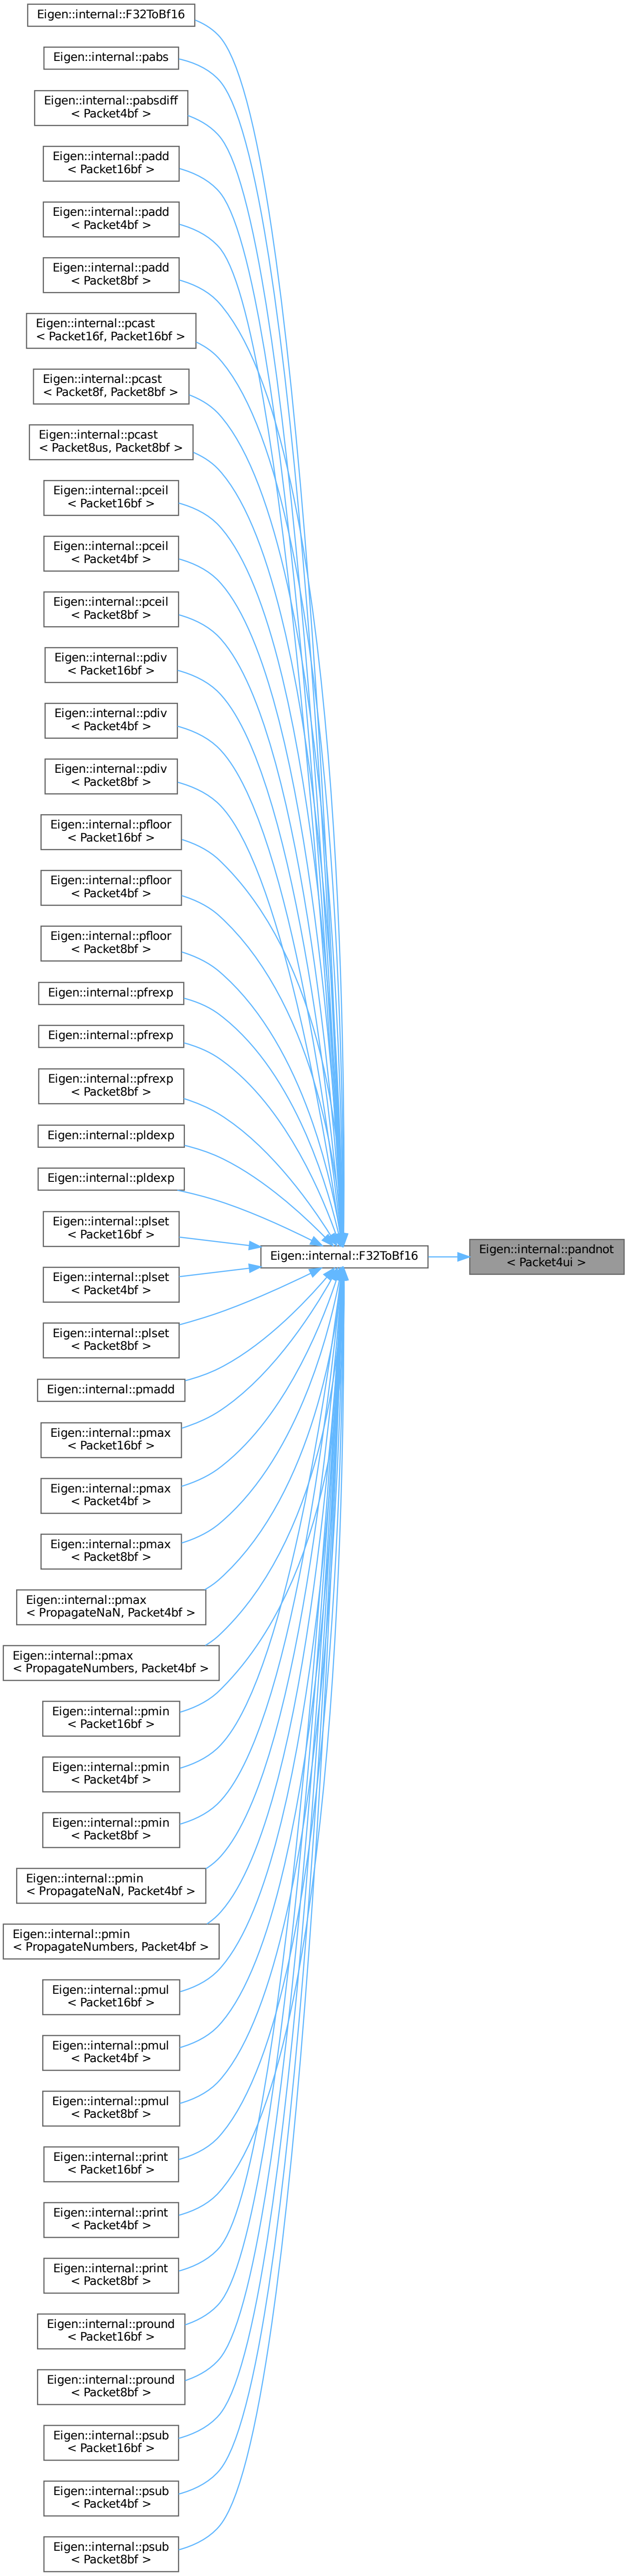 Eigen::internal::F32ToBf16
Eigen::internal::pabs
Eigen::internal::pabsdiff
< Packet4bf >
Eigen::internal::padd
< Packet16bf >
Eigen::internal::padd
< Packet4bf >
Eigen::internal::padd
< Packet8bf >
Eigen::internal::pcast
< Packet16f, Packet16bf >
Eigen::internal::pcast
< Packet8f, Packet8bf >
Eigen::internal::pcast
< Packet8us, Packet8bf >
Eigen::internal::pceil
< Packet16bf >
Eigen::internal::pceil
< Packet4bf >
Eigen::internal::pceil
< Packet8bf >
Eigen::internal::pdiv
< Packet16bf >
Eigen::internal::pdiv
< Packet4bf >
Eigen::internal::pdiv
< Packet8bf >
Eigen::internal::pfloor
< Packet16bf >
Eigen::internal::pfloor
< Packet4bf >
Eigen::internal::pfloor
< Packet8bf >
Eigen::internal::pfrexp
Eigen::internal::pfrexp
Eigen::internal::pfrexp
< Packet8bf >
Eigen::internal::pldexp
Eigen::internal::pldexp
Eigen::internal::plset
< Packet16bf >
Eigen::internal::plset
< Packet4bf >
Eigen::internal::plset
< Packet8bf >
Eigen::internal::pmadd
Eigen::internal::pmax
< Packet16bf >
Eigen::internal::pmax
< Packet4bf >
Eigen::internal::pmax
< Packet8bf >
Eigen::internal::pmax
< PropagateNaN, Packet4bf >
Eigen::internal::pmax
< PropagateNumbers, Packet4bf >
Eigen::internal::pmin
< Packet16bf >
Eigen::internal::pmin
< Packet4bf >
Eigen::internal::pmin
< Packet8bf >
Eigen::internal::pmin
< PropagateNaN, Packet4bf >
Eigen::internal::pmin
< PropagateNumbers, Packet4bf >
Eigen::internal::pmul
< Packet16bf >
Eigen::internal::pmul
< Packet4bf >
Eigen::internal::pmul
< Packet8bf >
Eigen::internal::print
< Packet16bf >
Eigen::internal::print
< Packet4bf >
Eigen::internal::print
< Packet8bf >
Eigen::internal::pround
< Packet16bf >
Eigen::internal::pround
< Packet8bf >
Eigen::internal::psub
< Packet16bf >
Eigen::internal::psub
< Packet4bf >
Eigen::internal::psub
< Packet8bf >
Eigen::internal::F32ToBf16
Eigen::internal::pandnot
< Packet4ui >